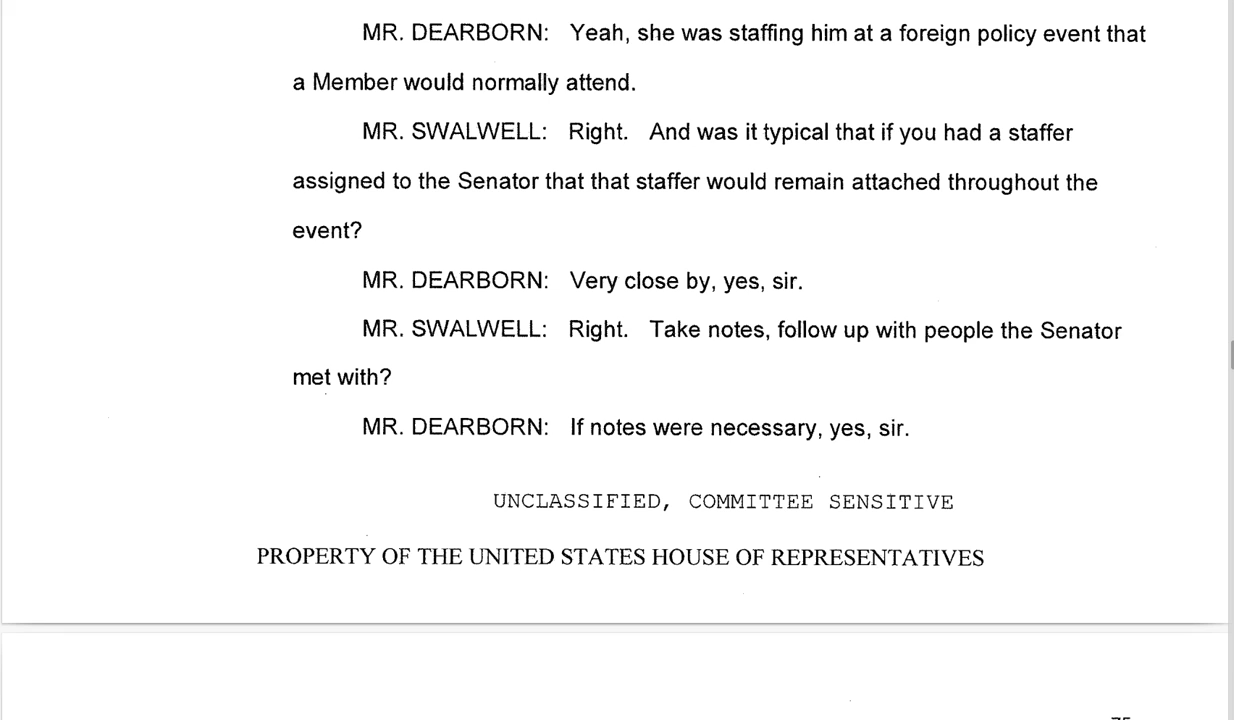 MR. DEARBORN: Yeah, she was staffing him at a foreign policy event that
a Member would normally attend.
MR. SWALWELL: Right. And was it typical that if you had a staffer
assigned to the Senator that that staffer would remain attached throughout the
event?
MR. DEARBORN: Very close by, yes, sir.
MR. SWALWELL: Right. Take notes, follow up with people the Senator
met with?
MR. DEARBORN: If notes were necessary, yes, sir.
UNCLASSIFIED, COMMITTEE SENSITIVE
PROPERTY OF THE UNITED STATES HOUSE OF REPRESENTATIVES